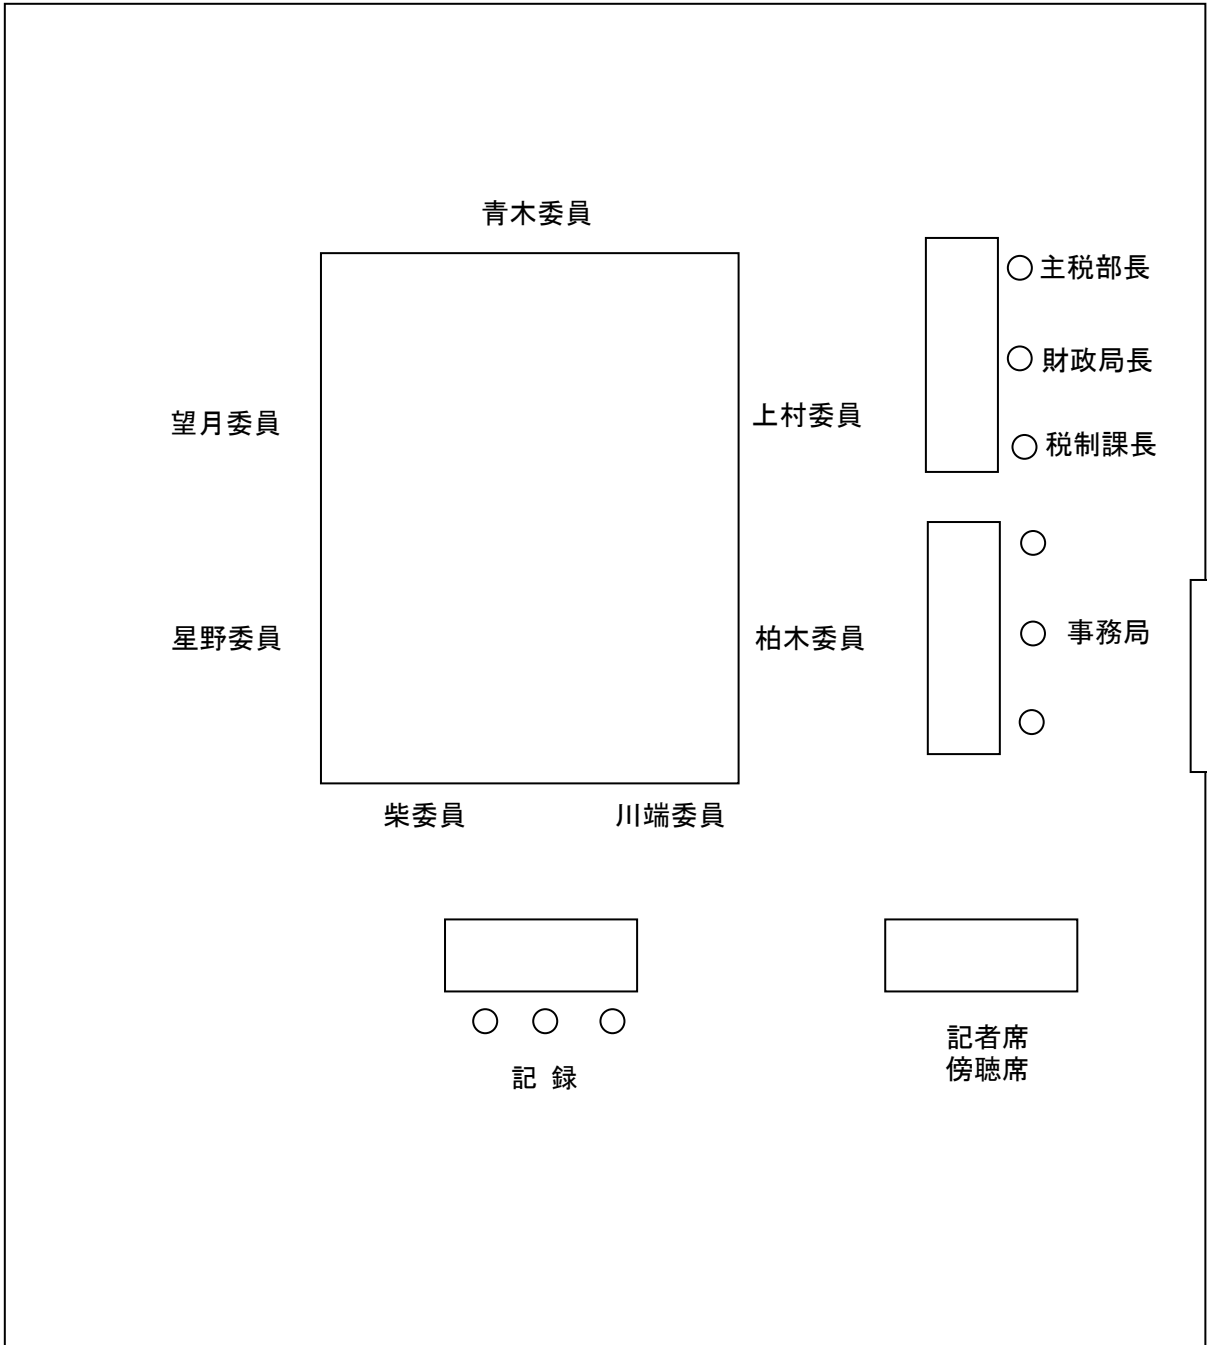 青木委員
主税部長
財政局長
望月委員
上村委員
税制課長
星野委員
柏木委員
事務局
柴委員
川端委員
記者席
傍聴席
記 録